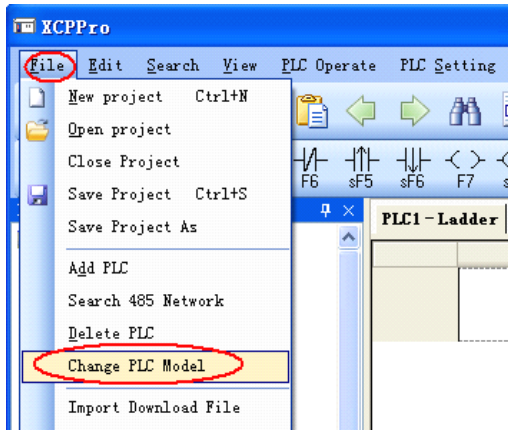 XCPPro
File Edit Search View PLC Operate PLC Setting
New project Ctrl+N
Open project
Close Project
Save Project Ctrl+S
Save Project As
Add PLC
Search 485 Network
Delete PLC
Change PLC Model
Import Download File
F6 sF5 sF6 F7
PLC1-Ladder